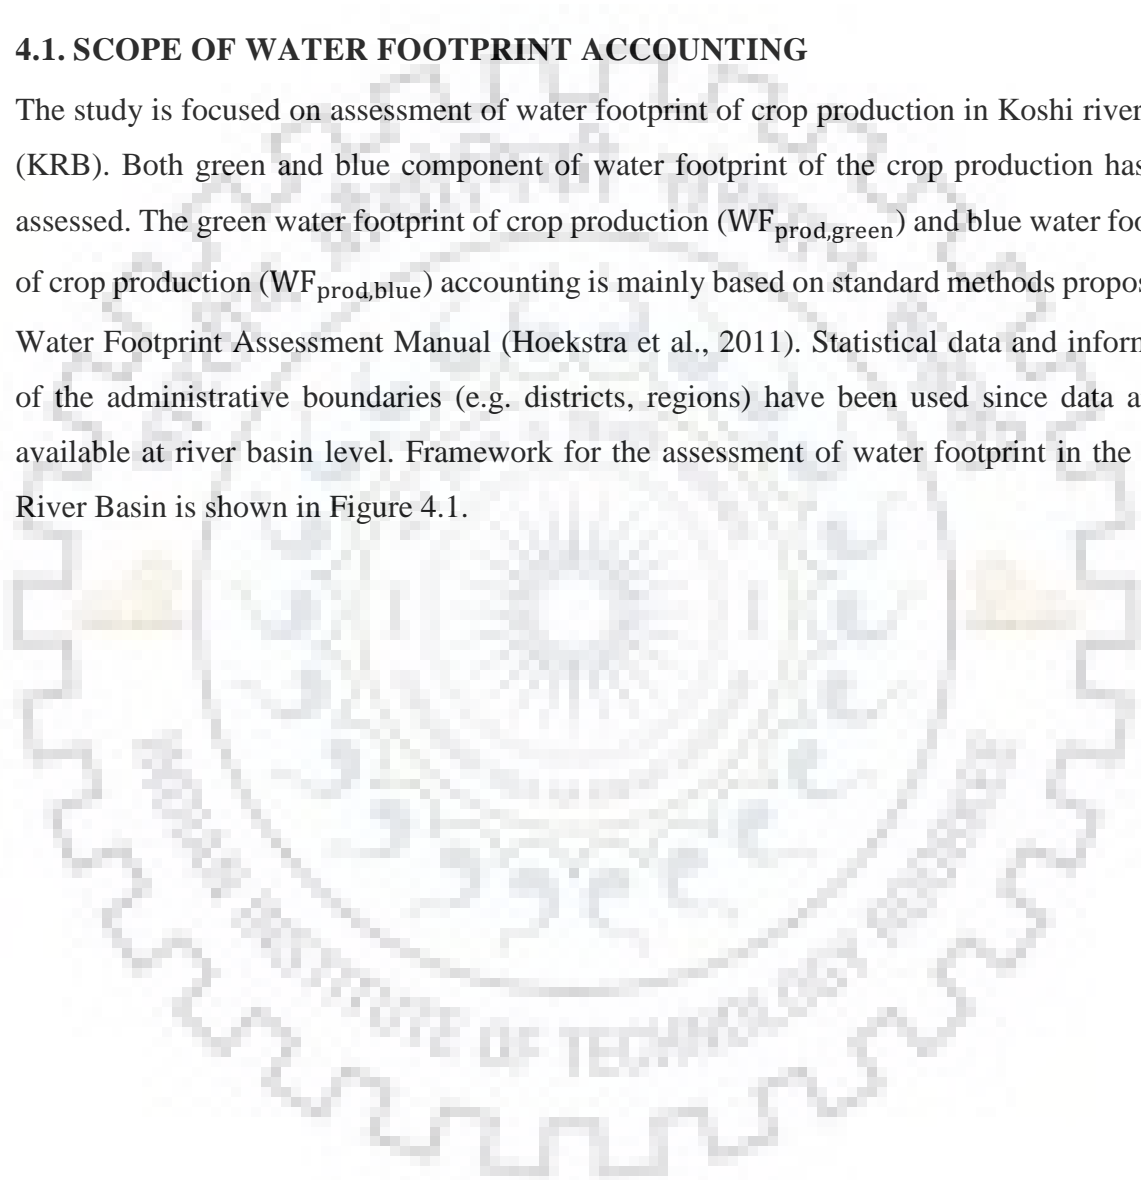 4.1. SCOPE OF WATER FOOTPRINT ACCOUNTING
The study is focused on assessment of water footprint of crop production in Koshi river
(KRB). Both green and blue component of water footprint of the crop production has
assessed. The green water footprint of crop production (WFprod,green) and blue water foo
of crop production (WFprod,blue) accounting is mainly based on standard methods propos
Water Footprint Assessment Manual (Hoekstra et al., 2011). Statistical data and inform
of the administrative boundaries (e.g. districts, regions) have been used since data a
available at river basin level. Framework for the assessment of water footprint in the
River Basin is shown in Figure 4.1.
INSTITUTE OF TECHNOLOGY ROORKEE